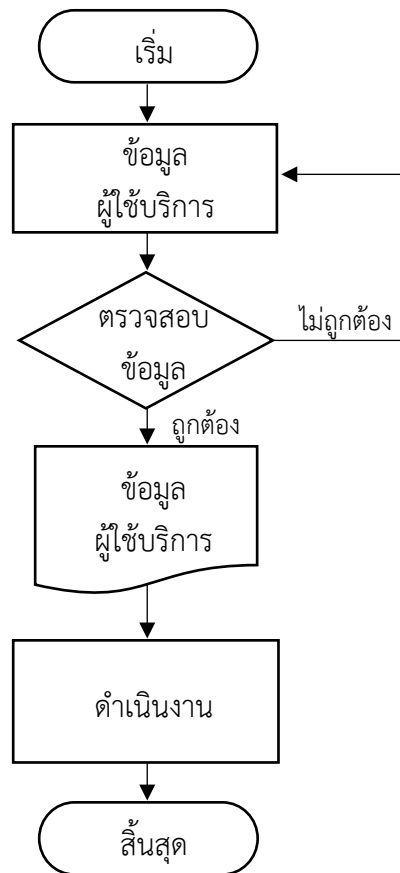 เริ่ม
ข้อมูล
ผู้ใช้บริการ
ตรวจสอบ
ข้อมูล
ไม่ถูกต้อง
ถูกต้อง
ข้อมูล
ผู้ใช้บริการ
ดำเนินงาน
สิ้นสุด